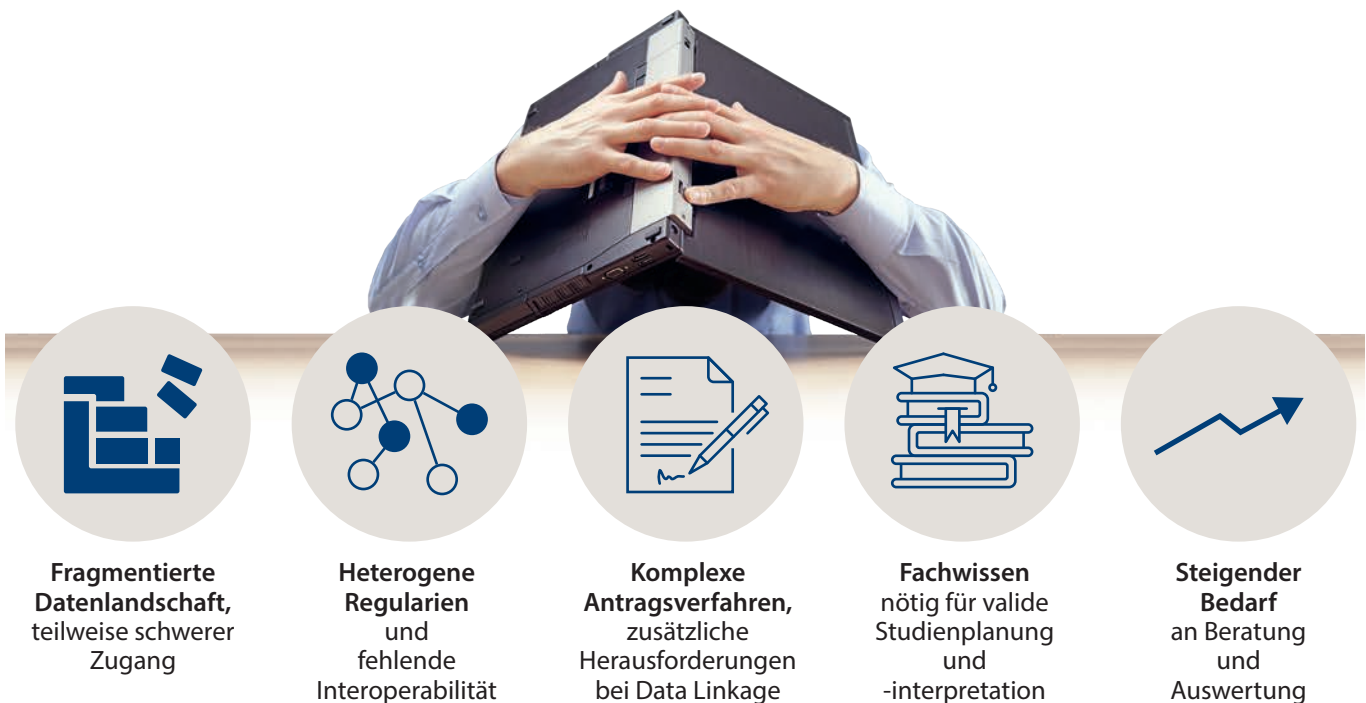 Fragmentierte
Datenlandschaft,
teilweise schwerer
Zugang
Heterogene
Regularien
und
fehlende
Interoperabilität
Komplexe
Antragsverfahren,
zusätzliche
Herausforderungen
bei Data Linkage
Fachwissen
nötig für valide
Studienplanung
und
-interpretation
Steigender
Bedarf
an Beratung
und
Auswertung